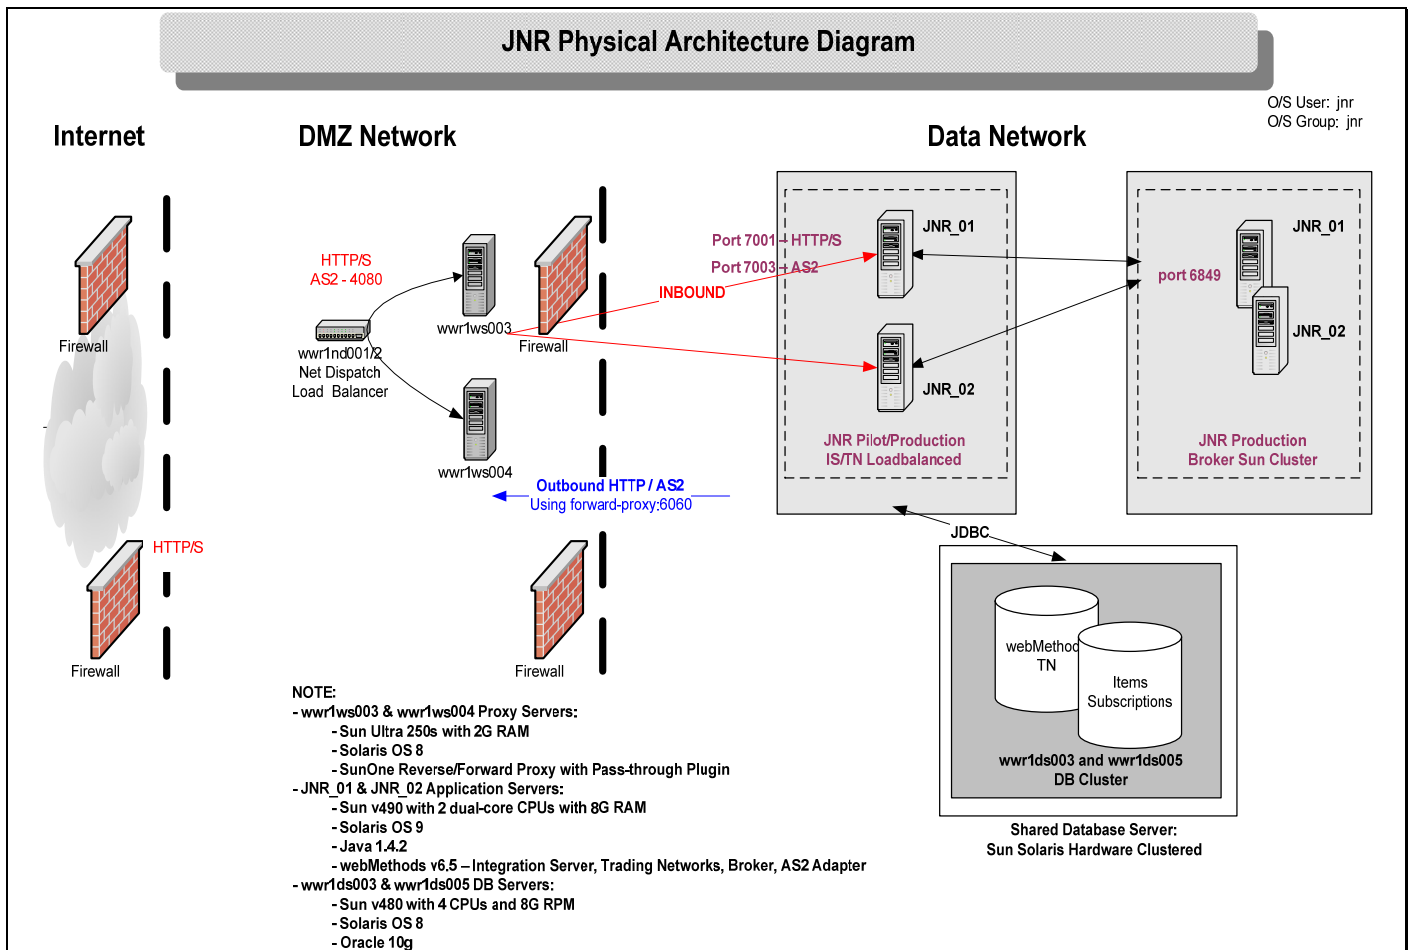 JNR Physical Architecture Diagram
O/S User: jnr
O/S Group: jnr
Internet
DMZ Network
Data Network
Firewall
HTTP/S
Firewall
HTTP/S
AS2 - 4080
wwr1nd001/2
Net Dispatch
Load Balancer
wwr1ws003
wwr1ws004
Firewall
Firewall
Port 7001 – HTTP/S
Port 7003 – AS2
INBOUND
Outbound HTTP / AS2
Using forward-proxy:6060
JNR_01
JNR_02
JNR Pilot/Production
IS/TN Loadbalanced
port 6849
JNR_01
JNR_02
JNR Production
Broker Sun Cluster
JDBC
webMethod
TN
Items
Subscriptions
wwr1ds003 and wwr1ds005
DB Cluster
Shared Database Server:
Sun Solaris Hardware Clustered
NOTE:
- wwr1ws003 & wwr1ws004 Proxy Servers:
- Sun Ultra 250s with 2G RAM
- Solaris OS 8
- SunOne Reverse/Forward Proxy with Pass-through Plugin
- JNR_01 & JNR_02 Application Servers:
- Sun v490 with 2 dual-core CPUs with 8G RAM
- Solaris OS 9
- Java 1.4.2
- webMethods v6.5 – Integration Server, Trading Networks, Broker, AS2 Adapter
- wwr1ds003 & wwr1ds005 DB Servers:
- Sun v480 with 4 CPUs and 8G RPM
- Solaris OS 8
- Oracle 10g